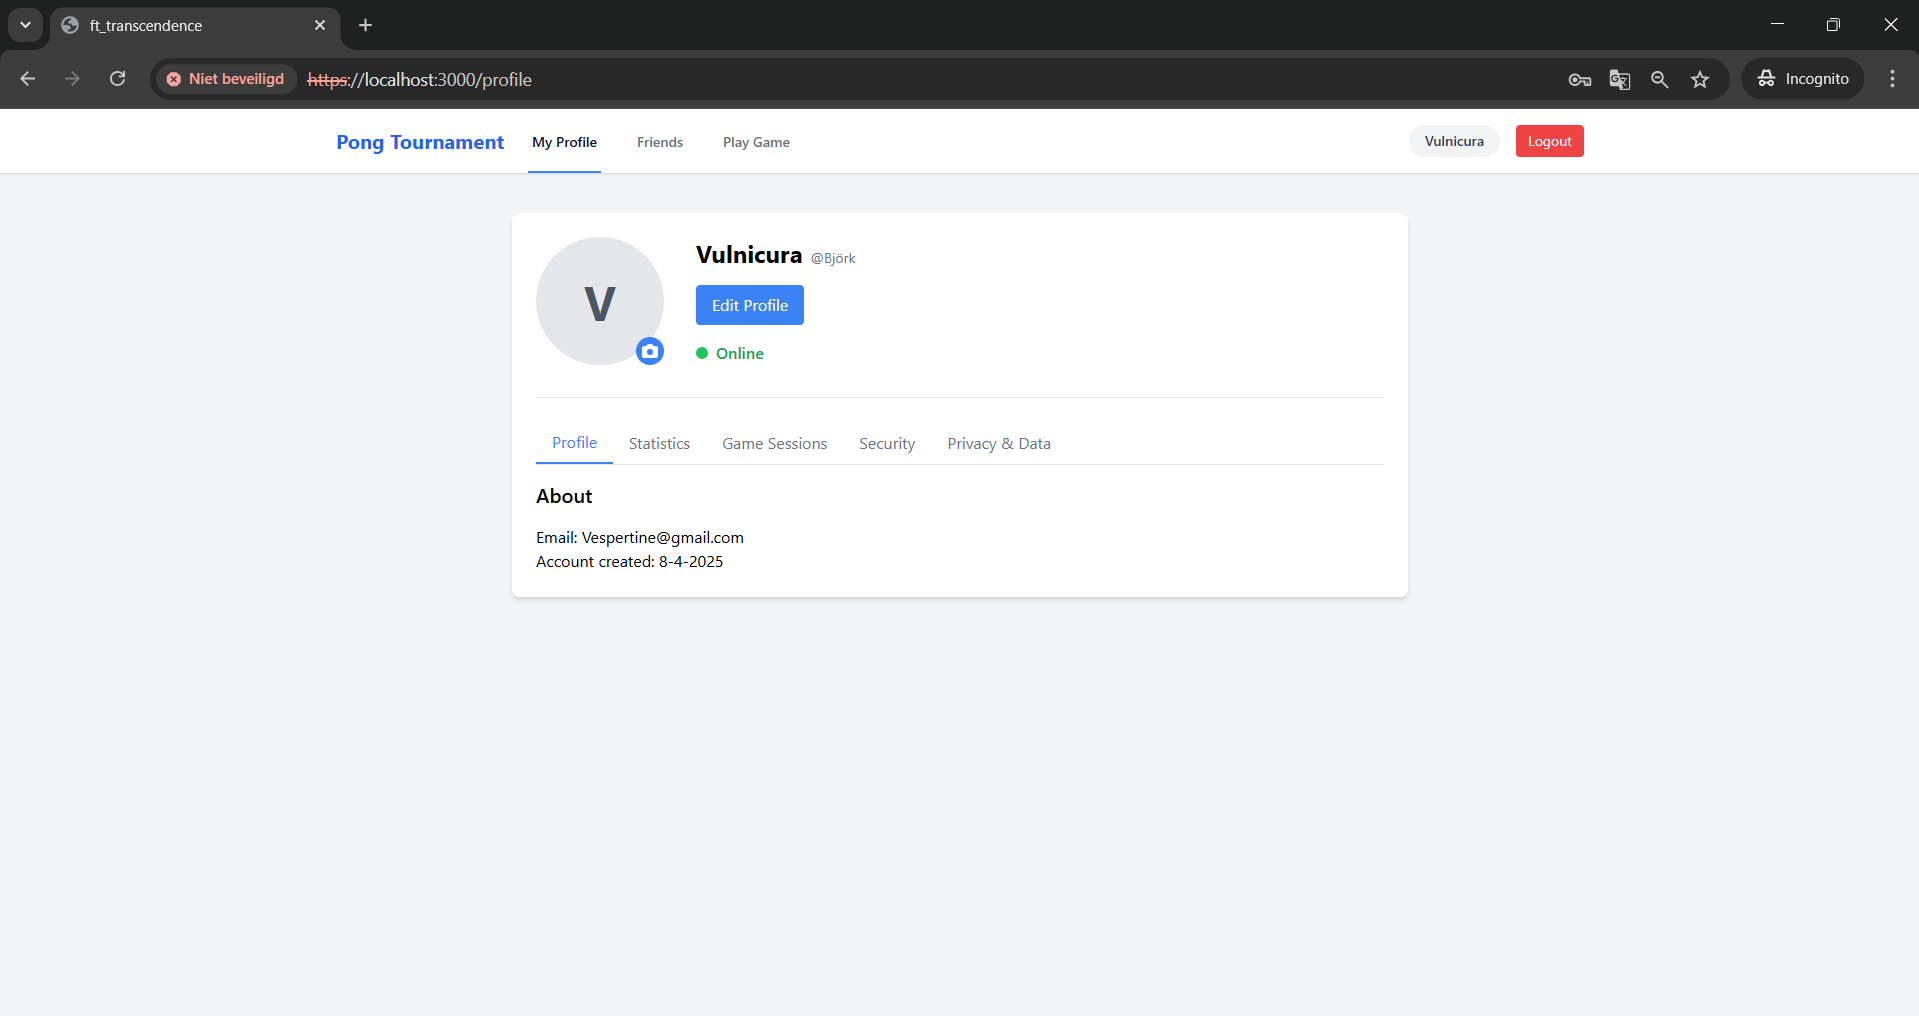 ft_transcendence
Niet beveiligd https://localhost:3000/profile Incognito
Pong Tournament My Profile Friends Play Game Vulnicura Logout
V
Vulnicura @Björk
Edit Profile
Online
Profile Statistics Game Sessions Security Privacy & Data
About
Email: Vespertine@gmail.com
Account created: 8-4-2025